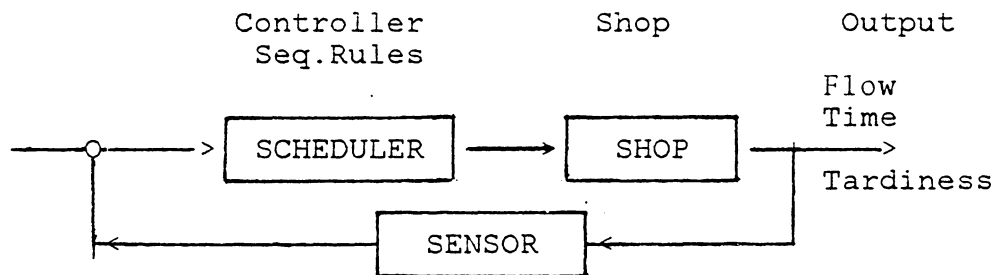 Controller
Seq.Rules
Shop
Output
Flow
Time
SCHEDULER
SHOP
Tardiness
SENSOR